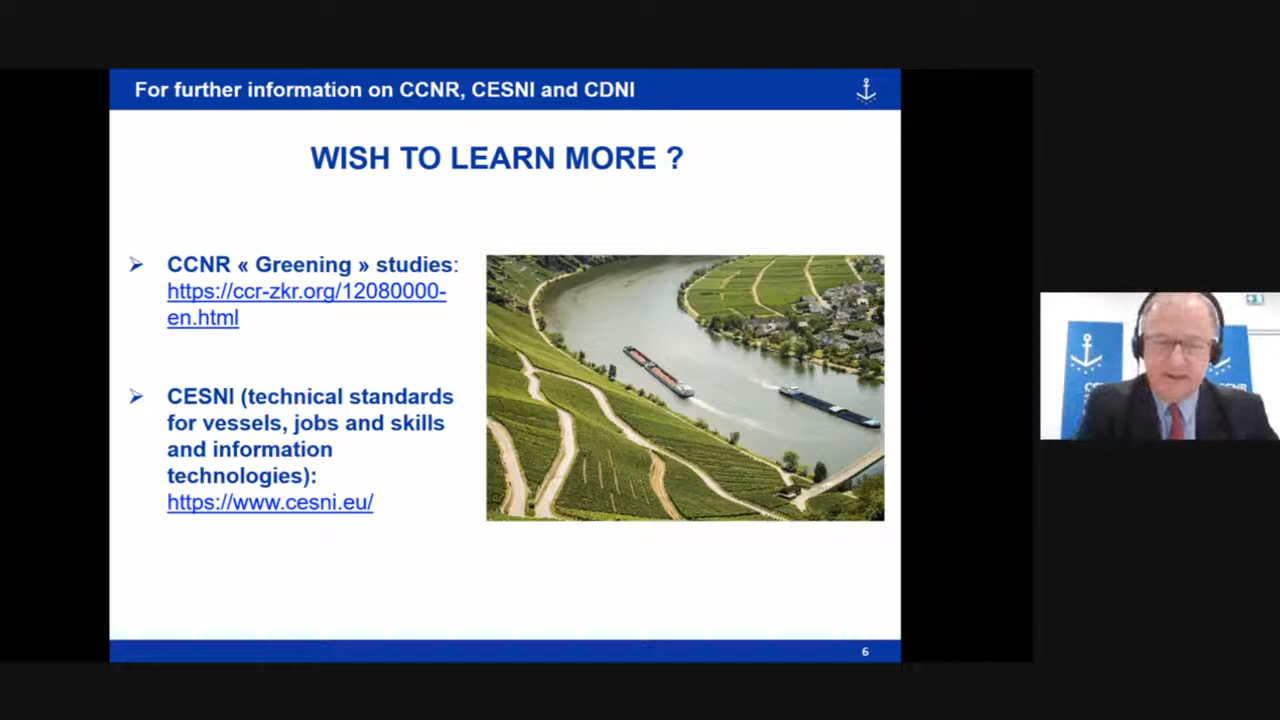 For further information on CCNR, CESNI and CDNI
WISH TO LEARN MORE ?
➢ CCNR « Greening » studies:
https://ccr-zkr.org/12080000-
en.html
➢ CESNI (technical standards
for vessels, jobs and skills
and information
technologies):
https://www.cesni.eu/
6
CCNR